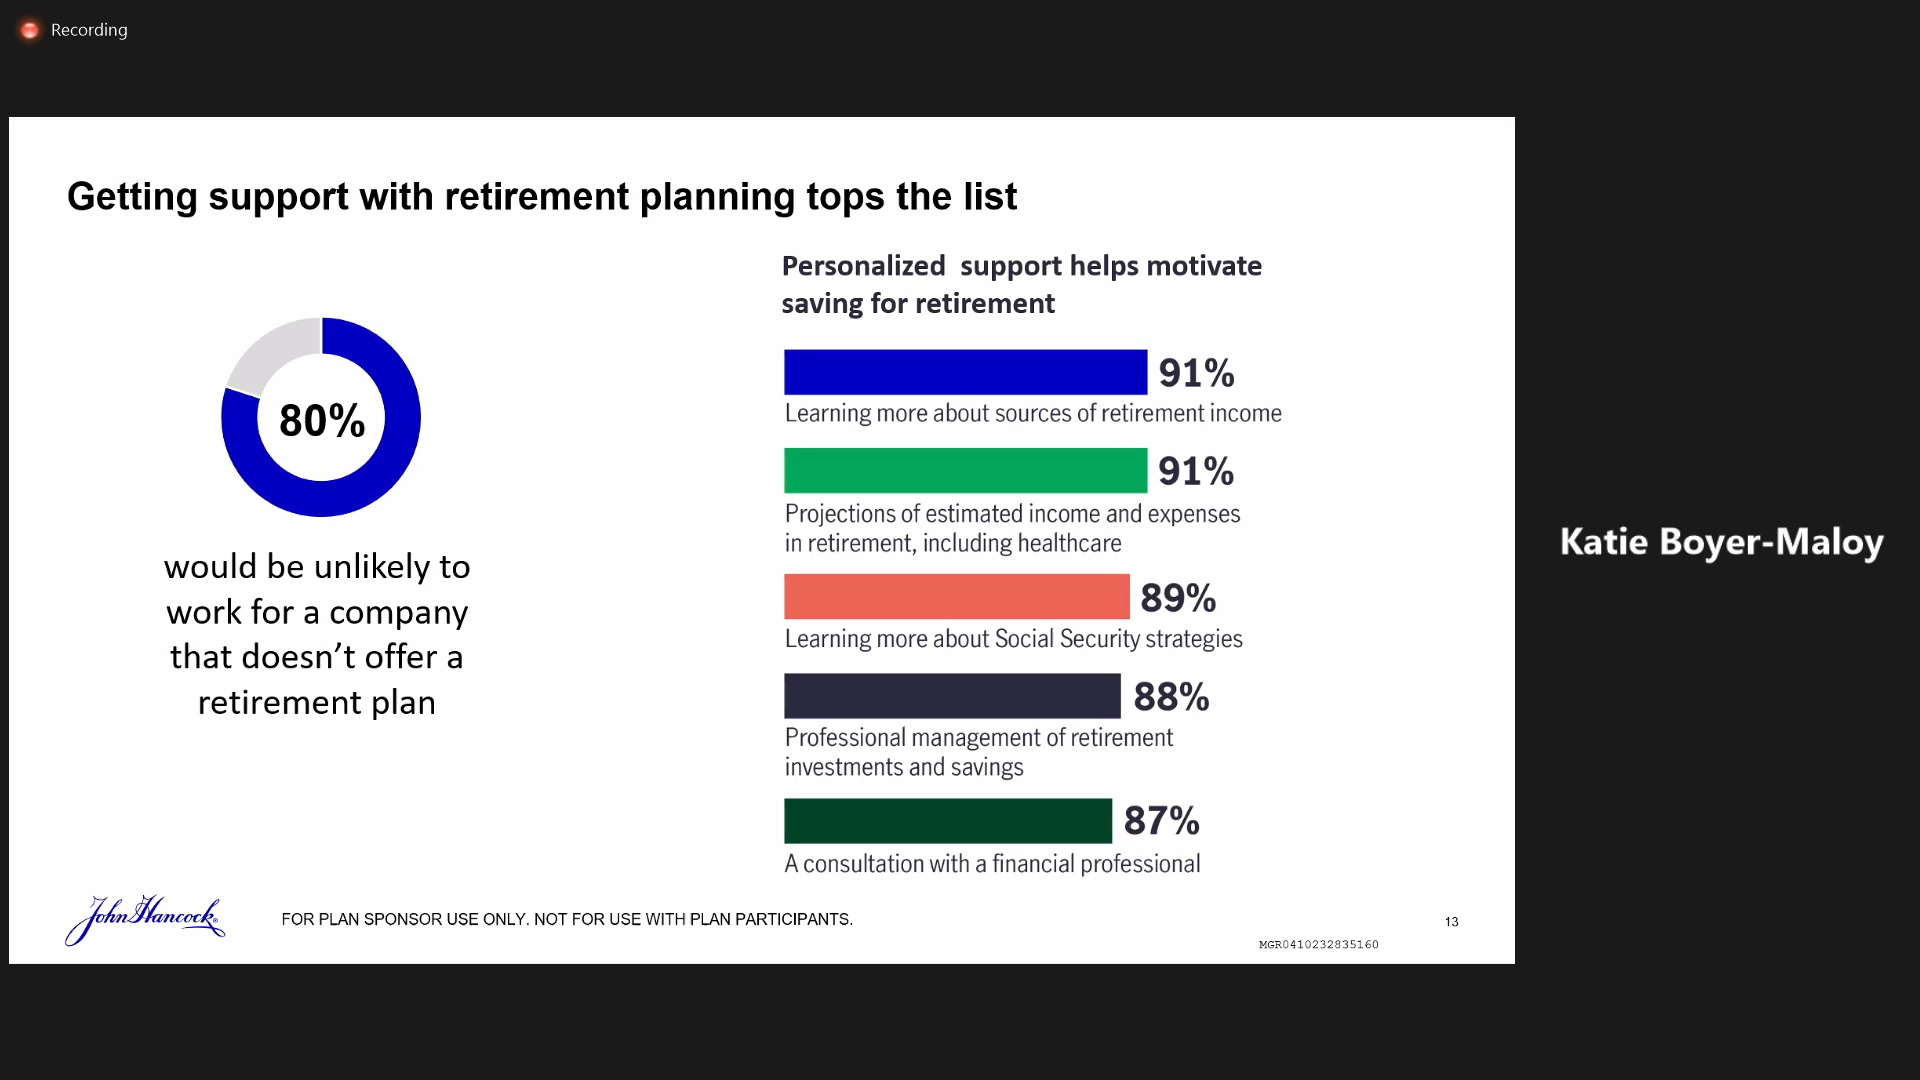 Recording
Getting support with retirement planning tops the list
80%
would be unlikely to
work for a company
that doesn’t offer a
retirement plan
Personalized support helps motivate
saving for retirement
91%
Learning more about sources of retirement income
91%
Projections of estimated income and expenses
in retirement, including healthcare
89%
Learning more about Social Security strategies
88%
Professional management of retirement
investments and savings
87%
A consultation with a financial professional
John Hancock®
FOR PLAN SPONSOR USE ONLY. NOT FOR USE WITH PLAN PARTICIPANTS.
13
MGR0410232835160
Katie Boyer-Maloy